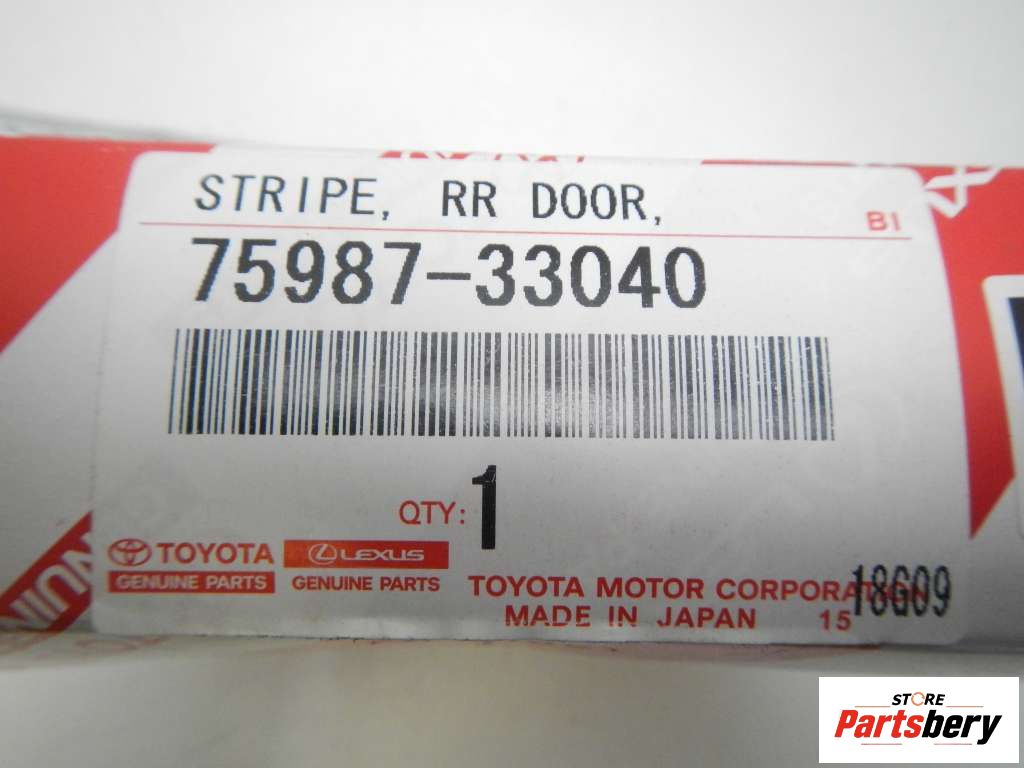 STRIPE, RR DOOR,
BI
75987-33040
QTY: 1
TOYOTA
GENUINE PARTS
LEXUS
GENUINE PARTS
TOYOTA MOTOR CORPORATION
18G09
MADE IN JAPAN 15
STORE
Partsbery